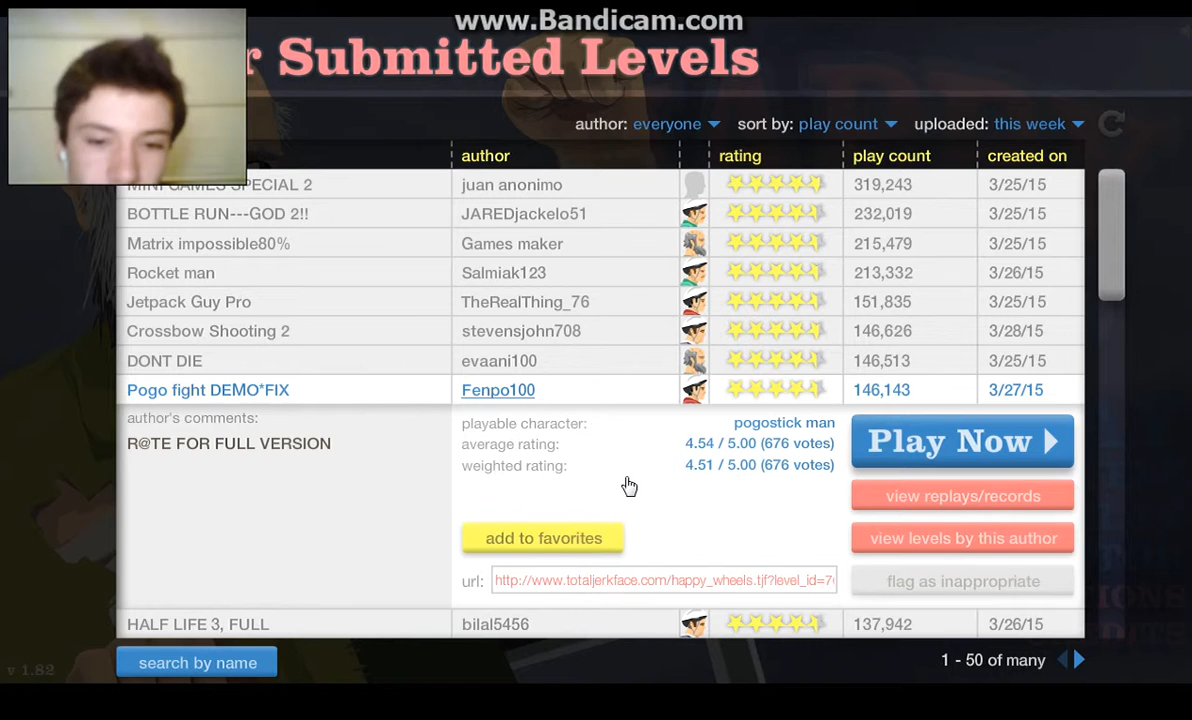 www.Bandicam.com
r Submitted Levels
author: everyone sort by: play count uploaded: this week
author rating play count created on
MINI GAMES SPECIAL 2 juan anonimo 319,243 3/25/15
BOTTLE RUN---GOD 2!! JAREDjackelo51 232,019 3/25/15
Matrix impossible80% Games maker 215,479 3/25/15
Rocket man Salmiak123 213,332 3/26/15
Jetpack Guy Pro TheRealThing_76 151,835 3/25/15
Crossbow Shooting 2 stevensjohn708 146,626 3/28/15
DONT DIE evaani100 146,513 3/25/15
Pogo fight DEMO*FIX Fenpo100 146,143 3/27/15
author's comments:
R@TE FOR FULL VERSION
playable character: pogostick man
average rating: 4.54 / 5.00 (676 votes)
weighted rating: 4.51 / 5.00 (676 votes)
Play Now
view replays/records
add to favorites
view levels by this author
url: http://www.totaljerkface.com/happy_wheels.tjf?level_id=7
flag as inappropriate
HALF LIFE 3, FULL bilal5456 137,942 3/26/15
search by name
1 - 50 of many
v 1.82